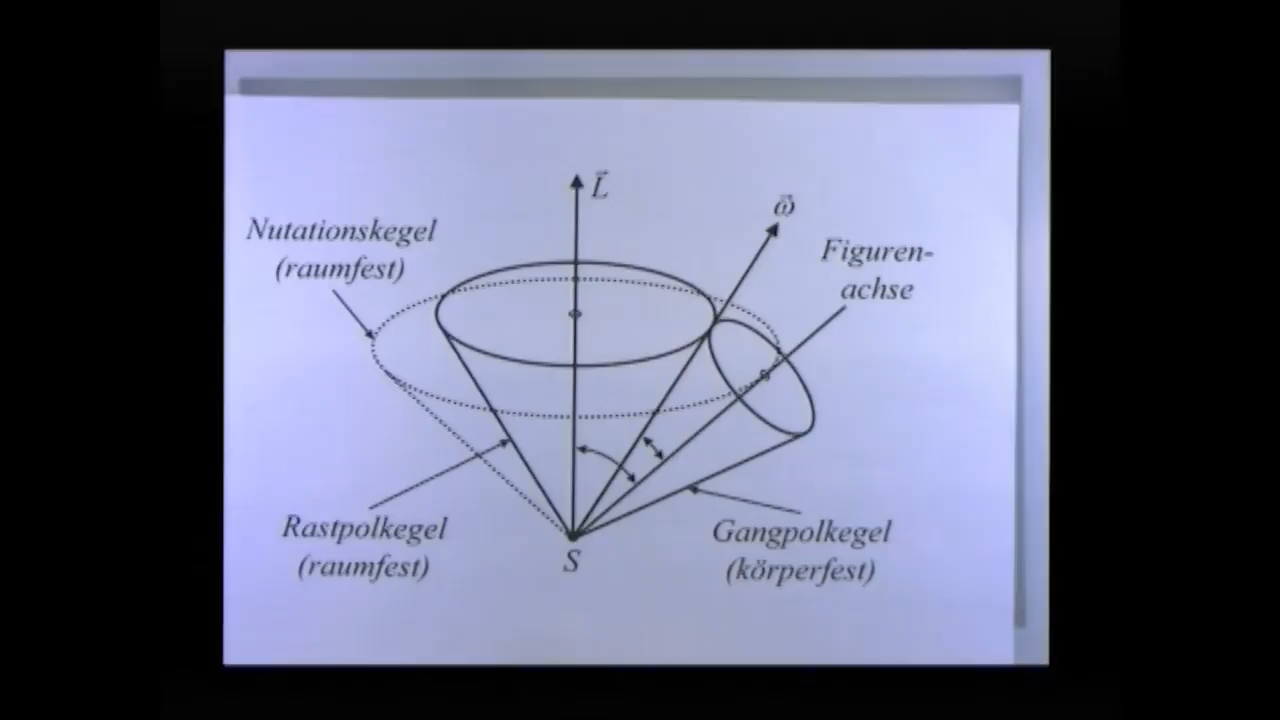 L⃗
ω⃗
Nutationskegel
(raumfest)
Figuren-
achse
Rastpolkegel
(raumfest)
S
Gangpolkegel
(körperfest)